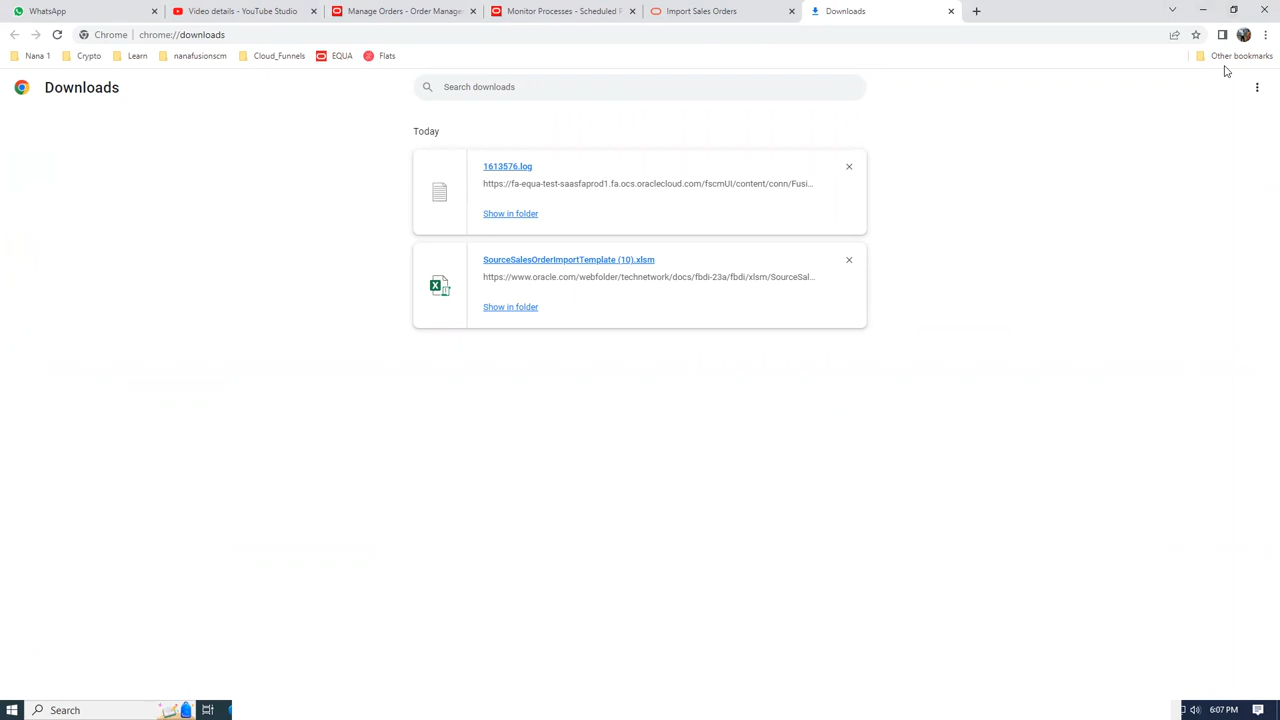 WhatsApp
Video details - YouTube Studio
Manage Orders - Order Manage
Monitor Processes - Scheduled P
Import Sales Orders
Downloads
Chrome
chrome://downloads
Nana 1
Crypto
Learn
nanafusionscm
Cloud_Funnels
EQUA
Flats
Other bookmarks
Downloads
Search downloads
Today
1613576.log
https://fa-equa-test-saasfaprod1.fa.ocs.oraclecloud.com/fscmUI/content/conn/Fusi...
Show in folder
SourceSalesOrderImportTemplate (10).xlsm
https://www.oracle.com/webfolder/technetwork/docs/fbdi-23a/fbdi/xlsm/SourceSal...
Show in folder
Search
6:07 PM